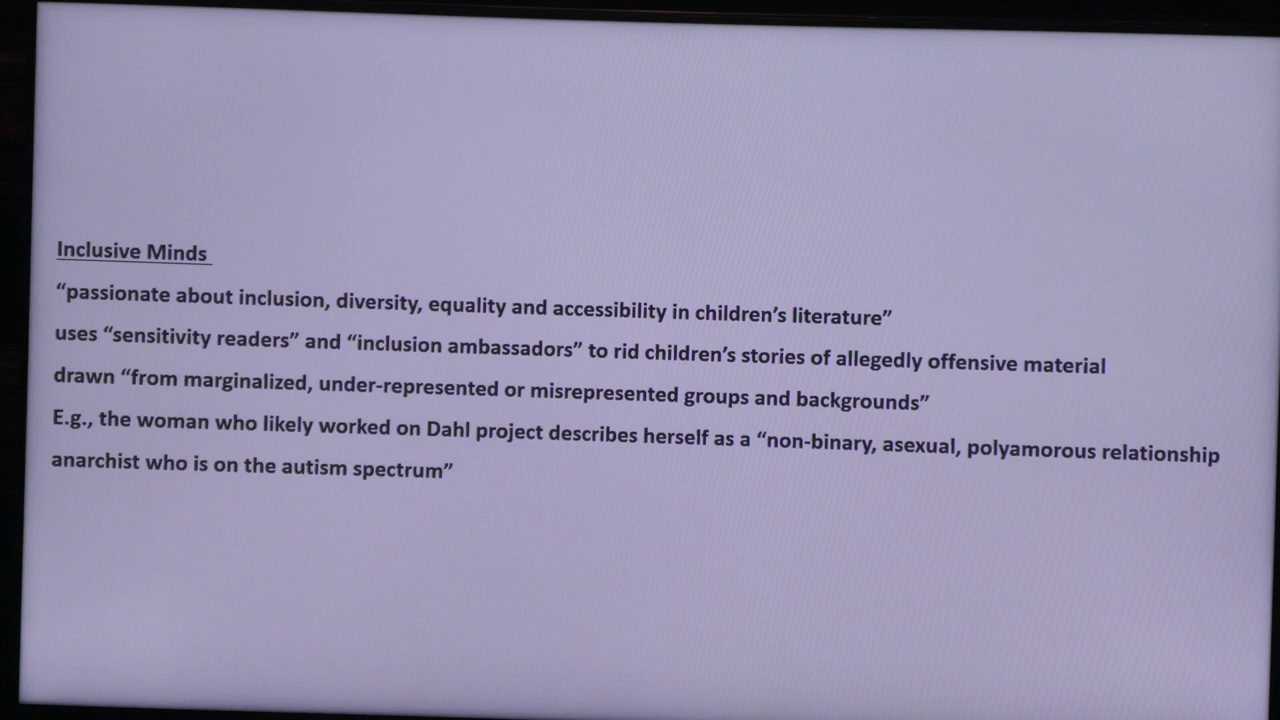 Inclusive Minds
“passionate about inclusion, diversity, equality and accessibility in children’s literature”
uses “sensitivity readers” and “inclusion ambassadors” to rid children’s stories of allegedly offensive material
drawn “from marginalized, under-represented or misrepresented groups and backgrounds”
E.g., the woman who likely worked on Dahl project describes herself as a “non-binary, asexual, polyamorous relationship
anarchist who is on the autism spectrum”